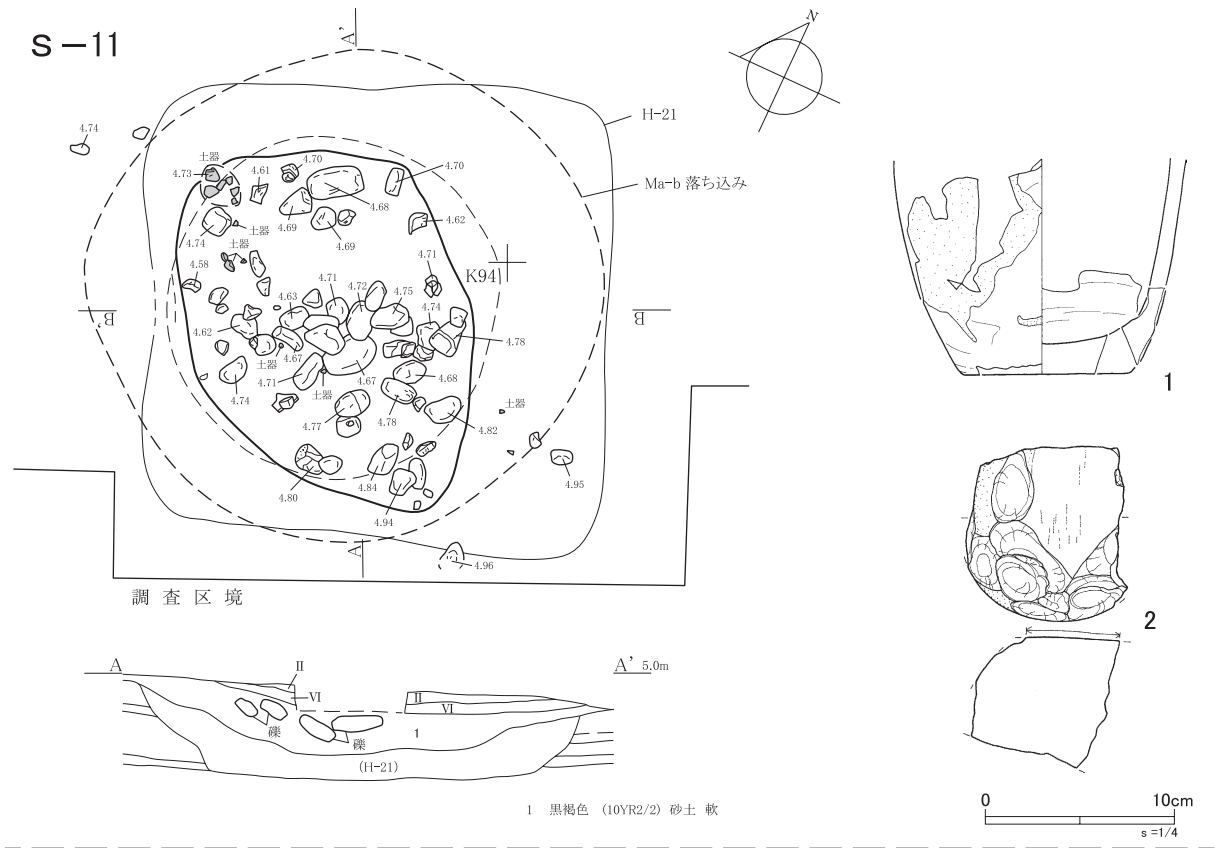 S－11
A'
N
H-21
Ma-b 落ち込み
4.74
土器
4.73
4.61
4.70
4.70
4.68
4.69
4.69
4.62
4.74
土器
土器
4.58
4.71
K94
4.71
4.72
4.75
4.63
4.74
B'
B
4.62
4.67
4.78
土器
4.71
4.67
4.68
4.74
土器
4.77
4.78
4.82
土器
4.80
4.84
4.95
4.94
A
4.96
調査区境
A
A' 5.0m
II
VI
II
VI
礫
礫
1
(H-21)
1 黒褐色 (10YR2/2) 砂土 軟
1
2
0 10cm
s =1/4